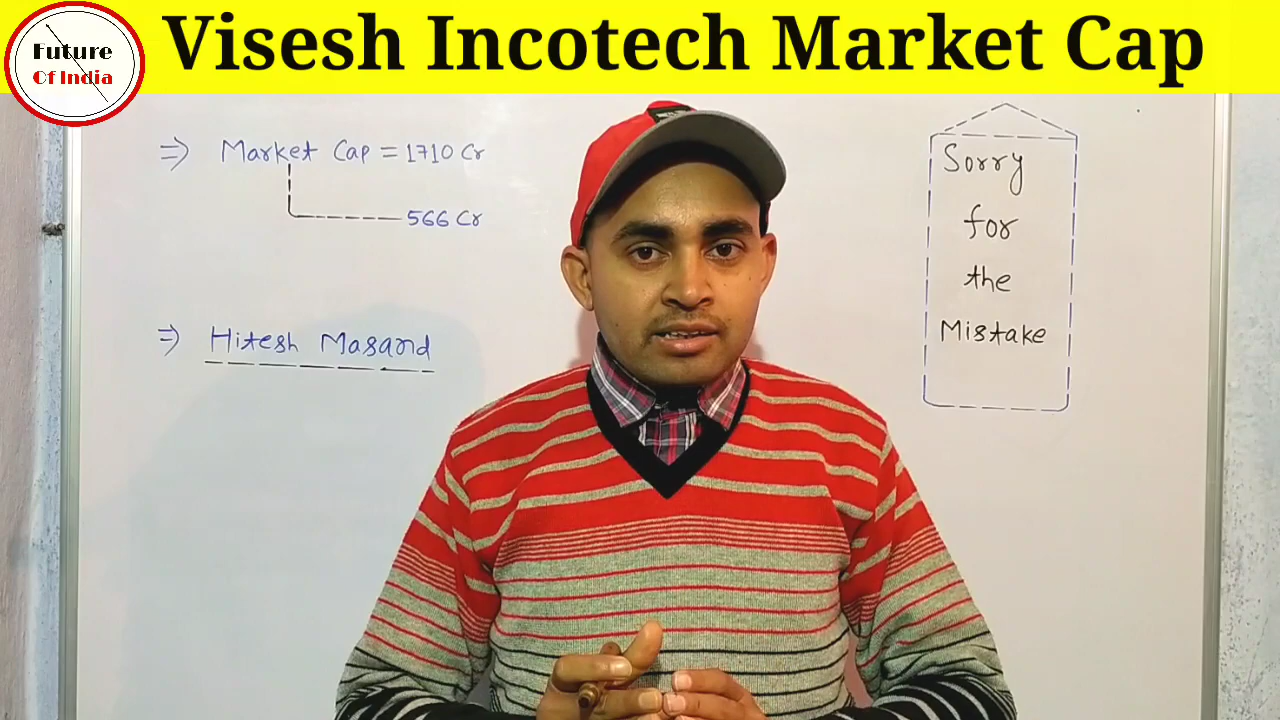 Visesh Incotech Market Cap
Future
Of India
⇒ Market Cap = 1710 Cr
566 Cr
⇒ Hitesh Masand
Sorry
for
the
Mistake